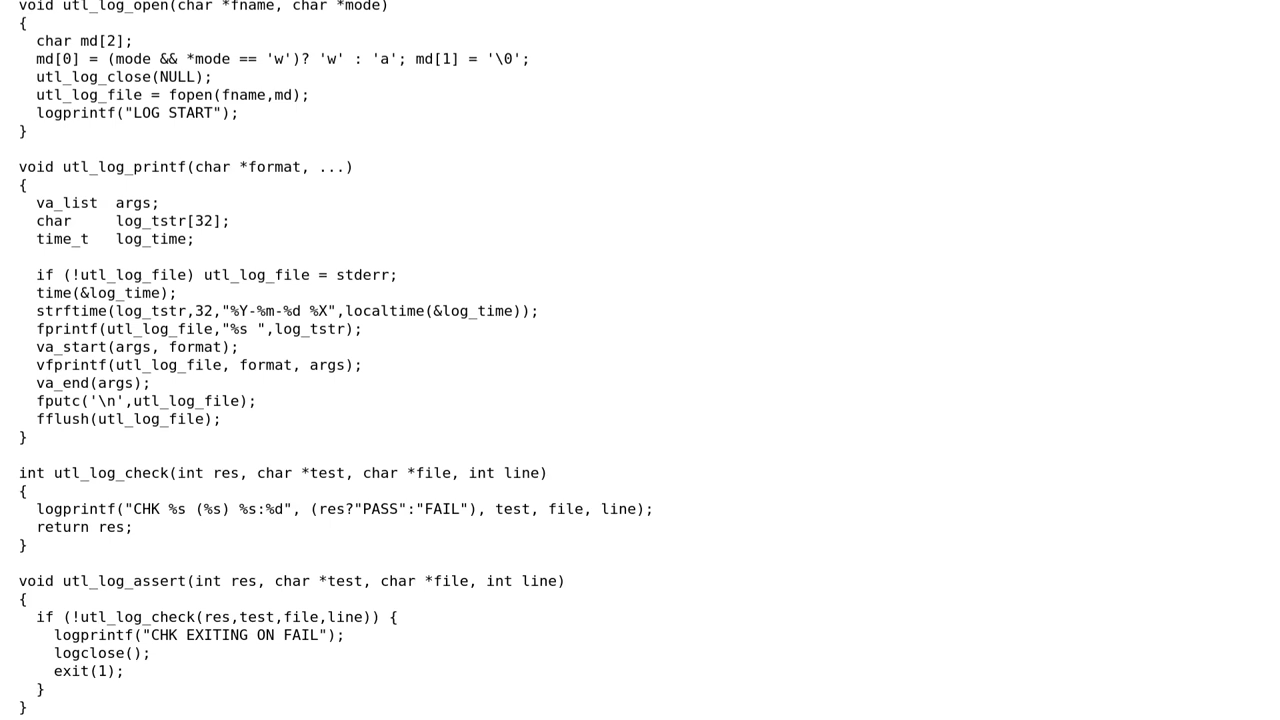 void utl_log_open(char *fname, char *mode)
{
  char md[2];
  md[0] = (mode && *mode == 'w')? 'w' : 'a'; md[1] = '\0';
  utl_log_close(NULL);
  utl_log_file = fopen(fname,md);
  logprintf("LOG START");
}

void utl_log_printf(char *format, ...)
{
  va_list  args;
  char     log_tstr[32];
  time_t   log_time;

  if (!utl_log_file) utl_log_file = stderr;
  time(&log_time);
  strftime(log_tstr,32,"%Y-%m-%d %X",localtime(&log_time));
  fprintf(utl_log_file,"%s ",log_tstr);
  va_start(args, format);
  vfprintf(utl_log_file, format, args);
  va_end(args);
  fputc('\n',utl_log_file);
  fflush(utl_log_file);
}

int utl_log_check(int res, char *test, char *file, int line)
{
  logprintf("CHK %s (%s) %s:%d", (res?"PASS":"FAIL"), test, file, line);
  return res;
}

void utl_log_assert(int res, char *test, char *file, int line)
{
  if (!utl_log_check(res,test,file,line)) {
    logprintf("CHK EXITING ON FAIL");
    logclose();
    exit(1);
  }
}